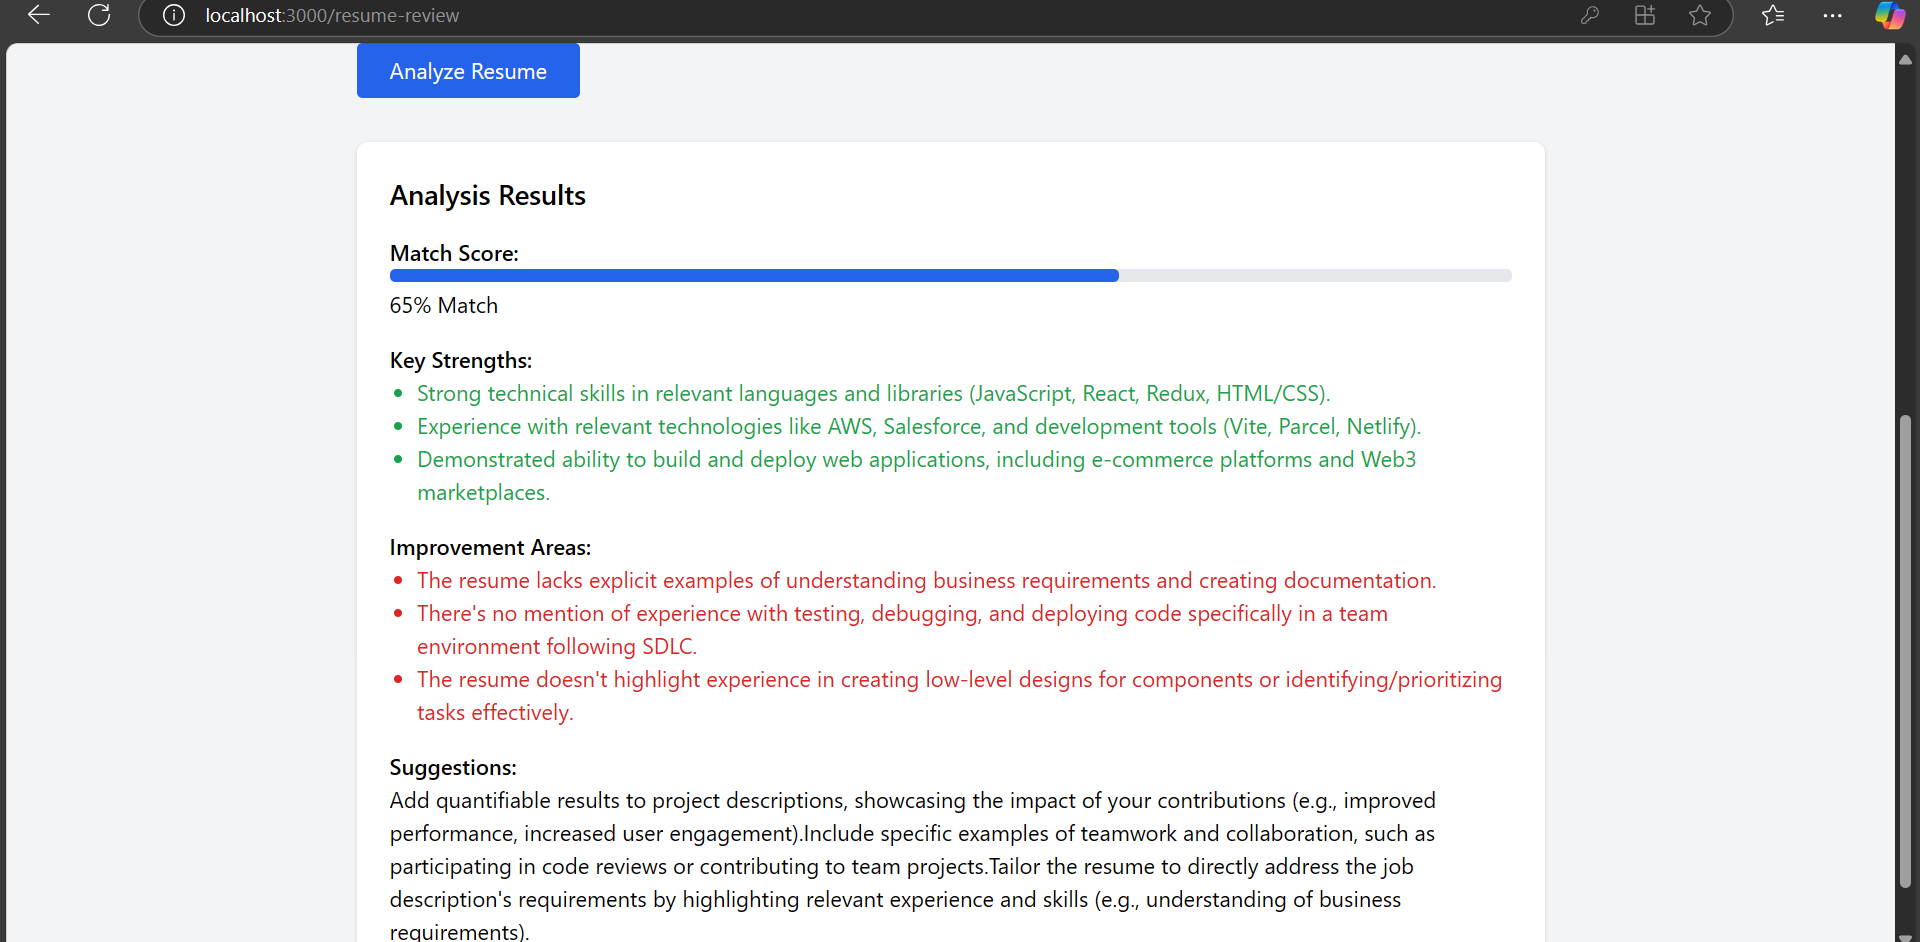 localhost:3000/resume-review
Analyze Resume
Analysis Results
Match Score:
65% Match
Key Strengths:
Strong technical skills in relevant languages and libraries (JavaScript, React, Redux, HTML/CSS).
Experience with relevant technologies like AWS, Salesforce, and development tools (Vite, Parcel, Netlify).
Demonstrated ability to build and deploy web applications, including e-commerce platforms and Web3
marketplaces.
Improvement Areas:
The resume lacks explicit examples of understanding business requirements and creating documentation.
There's no mention of experience with testing, debugging, and deploying code specifically in a team
environment following SDLC.
The resume doesn't highlight experience in creating low-level designs for components or identifying/prioritizing
tasks effectively.
Suggestions:
Add quantifiable results to project descriptions, showcasing the impact of your contributions (e.g., improved
performance, increased user engagement).Include specific examples of teamwork and collaboration, such as
participating in code reviews or contributing to team projects.Tailor the resume to directly address the job
description's requirements by highlighting relevant experience and skills (e.g., understanding of business
requirements).